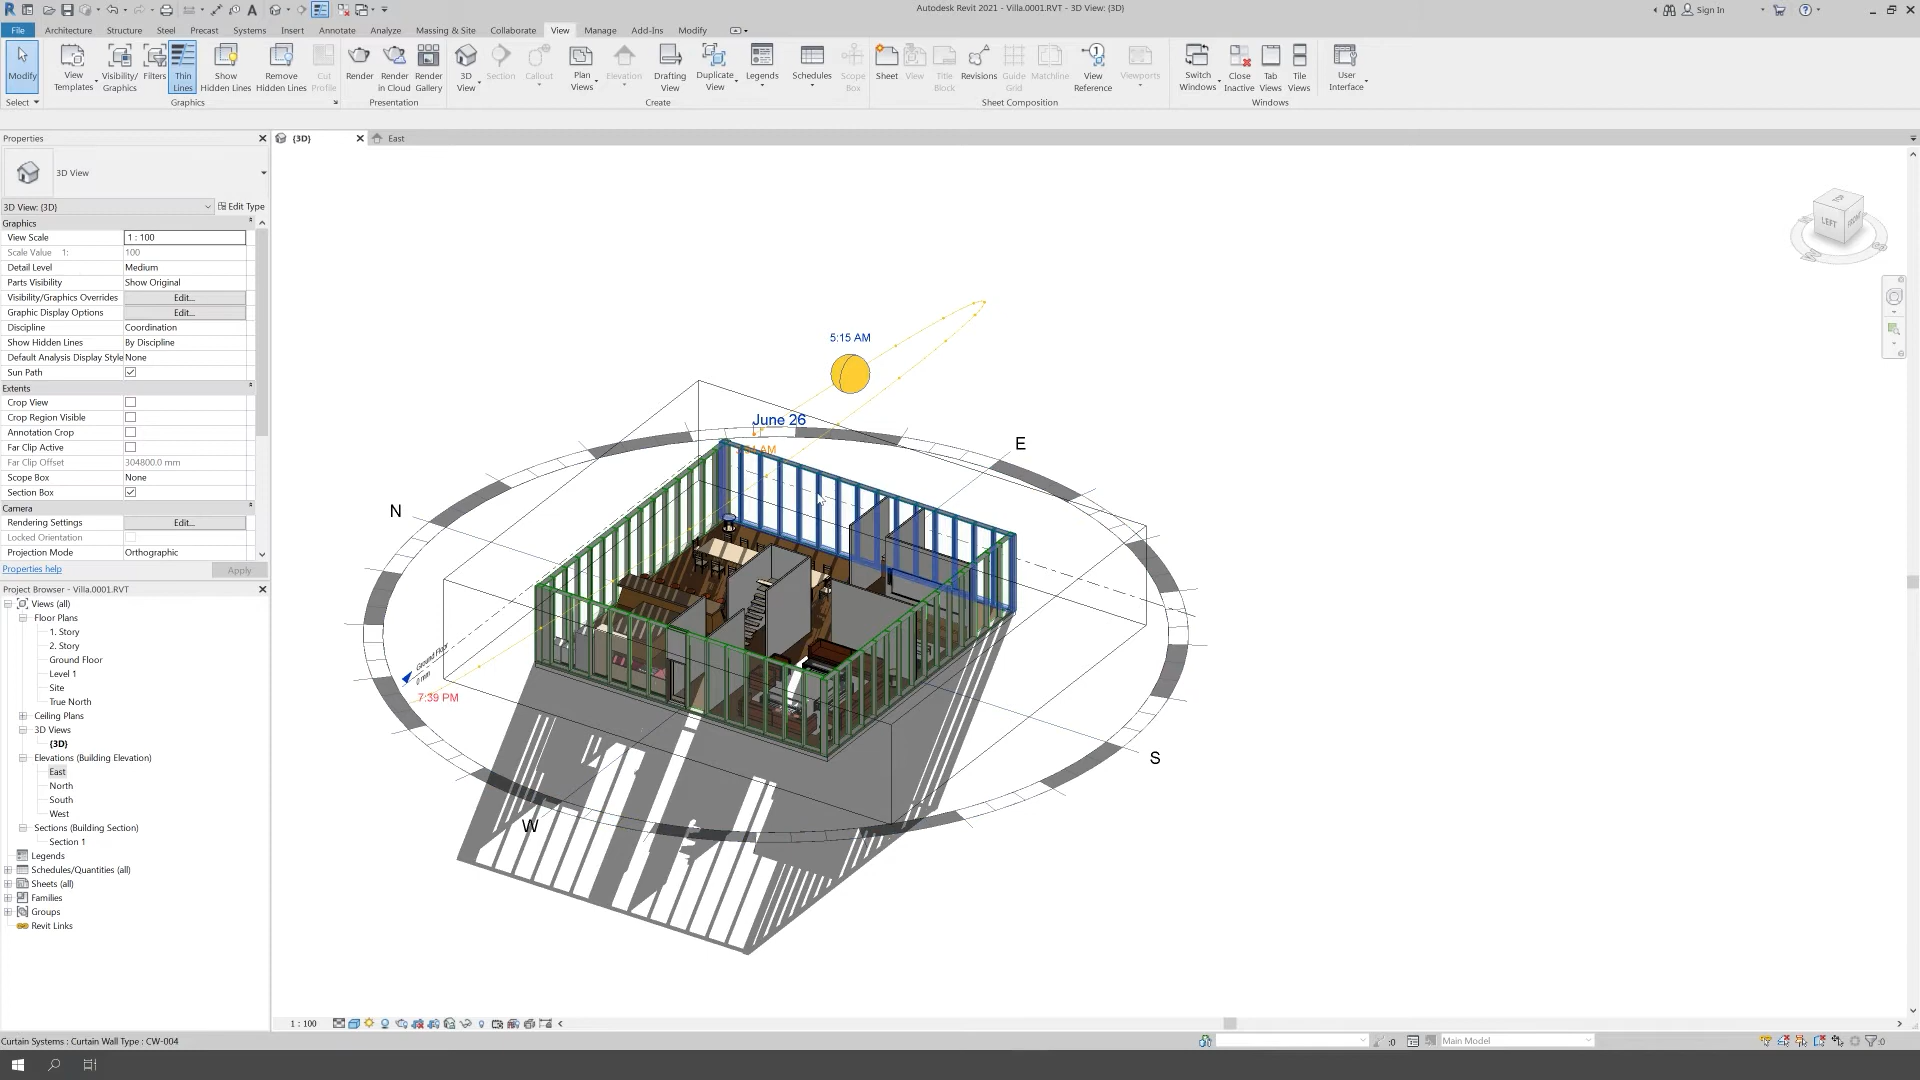 Autodesk Revit 2021 - Villa.0001.RVT - 3D View: {3D}
Sign In
File Architecture Structure Steel Precast Systems Insert Annotate Analyze Massing & Site Collaborate View Manage Add-Ins Modify
Modify
View Templates
Visibility/ Graphics
Filters
Thin Lines
Show Hidden Lines
Remove Hidden Lines
Cut Profile
Render
Render in Cloud
Render Gallery
3D View
Section
Callout
Plan Views
Elevation
Drafting View
Duplicate View
Legends
Schedules
Scope Box
Sheet
View
Title Block
Revisions
Guide Grid
Matchline
View Reference
Viewports
Switch Windows
Close Inactive
Tab Views
Tile Views
User Interface
Select Graphics Presentation Create Sheet Composition Windows
Properties
{3D}
East
3D View
3D View: {3D}
Edit Type
Graphics
View Scale 1 : 100
Scale Value 1: 100
Detail Level Medium
Parts Visibility Show Original
Visibility/Graphics Overrides Edit...
Graphic Display Options Edit...
Discipline Coordination
Show Hidden Lines By Discipline
Default Analysis Display Style None
Sun Path
Extents
Crop View
Crop Region Visible
Annotation Crop
Far Clip Active
Far Clip Offset 304800.0 mm
Scope Box None
Section Box
Camera
Rendering Settings Edit...
Locked Orientation
Projection Mode Orthographic
Properties help
Apply
Project Browser - Villa.0001.RVT
Views (all)
Floor Plans
1. Story
2. Story
Ground Floor
Level 1
Site
True North
Ceiling Plans
3D Views
{3D}
Elevations (Building Elevation)
East
North
South
West
Sections (Building Section)
Section 1
Legends
Schedules/Quantities (all)
Sheets (all)
Families
Groups
Revit Links
LEFT
FRONT
5:15 AM
June 26
AM
E
N
Ground Floor
0 mm
7:39 PM
S
W
1 : 100
Curtain Systems : Curtain Wall Type : CW-004
:0
Main Model
:0